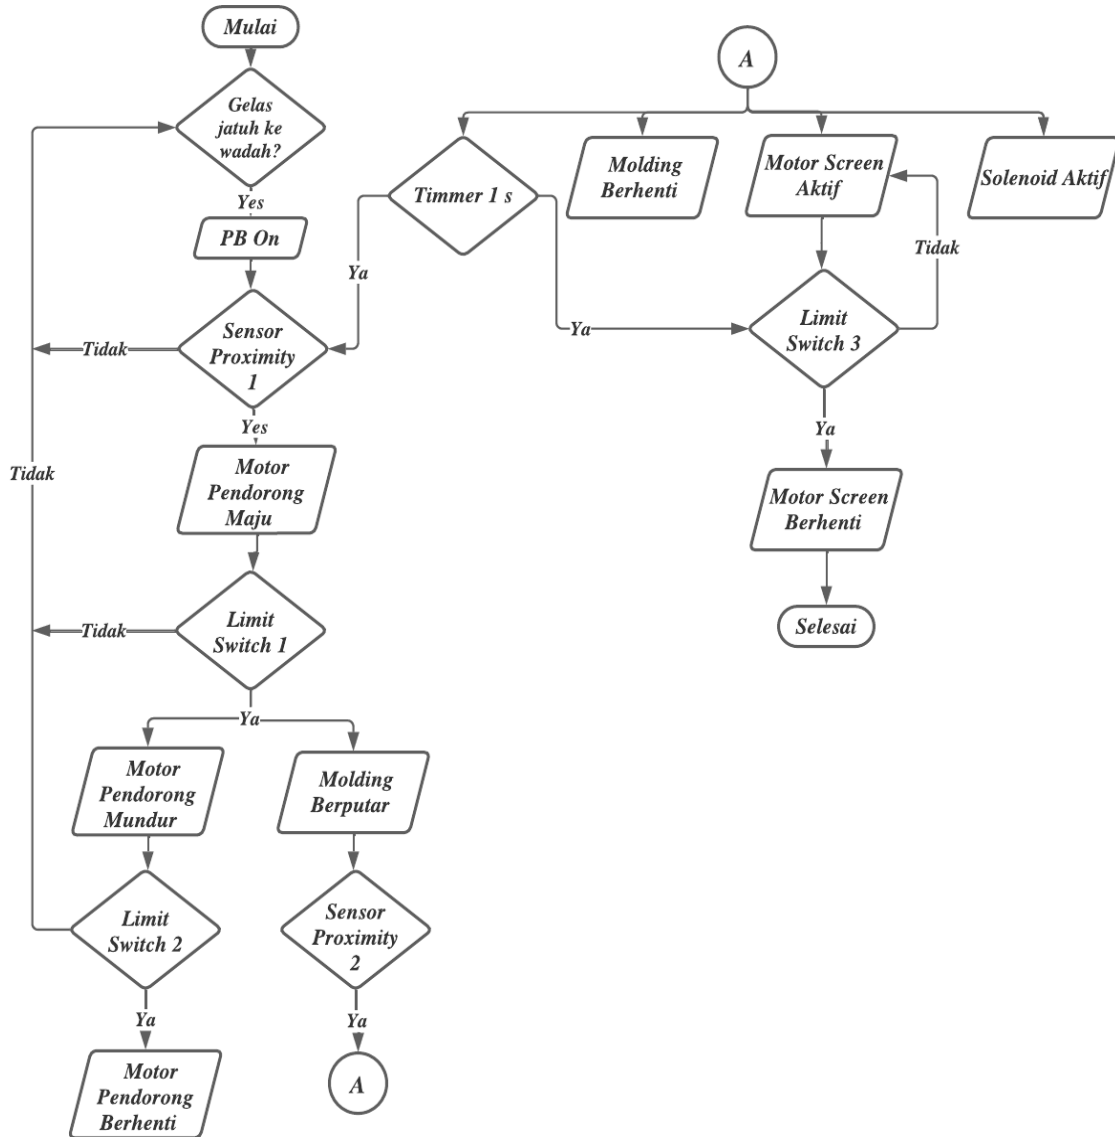 Mulai
Gelas
jatuh ke
wadah?
Yes
PB On
Sensor
Proximity
1
Tidak
Yes
Motor
Pendorong
Maju
Tidak
Limit
Switch 1
Tidak
Ya
Motor
Pendorong
Mundur
Molding
Berputar
Limit
Switch 2
Sensor
Proximity
2
Ya
Ya
Motor
Pendorong
Berhenti
A
A
Timmer 1 s
Molding
Berhenti
Motor Screen
Aktif
Solenoid Aktif
Ya
Ya
Tidak
Limit
Switch 3
Ya
Motor Screen
Berhenti
Selesai